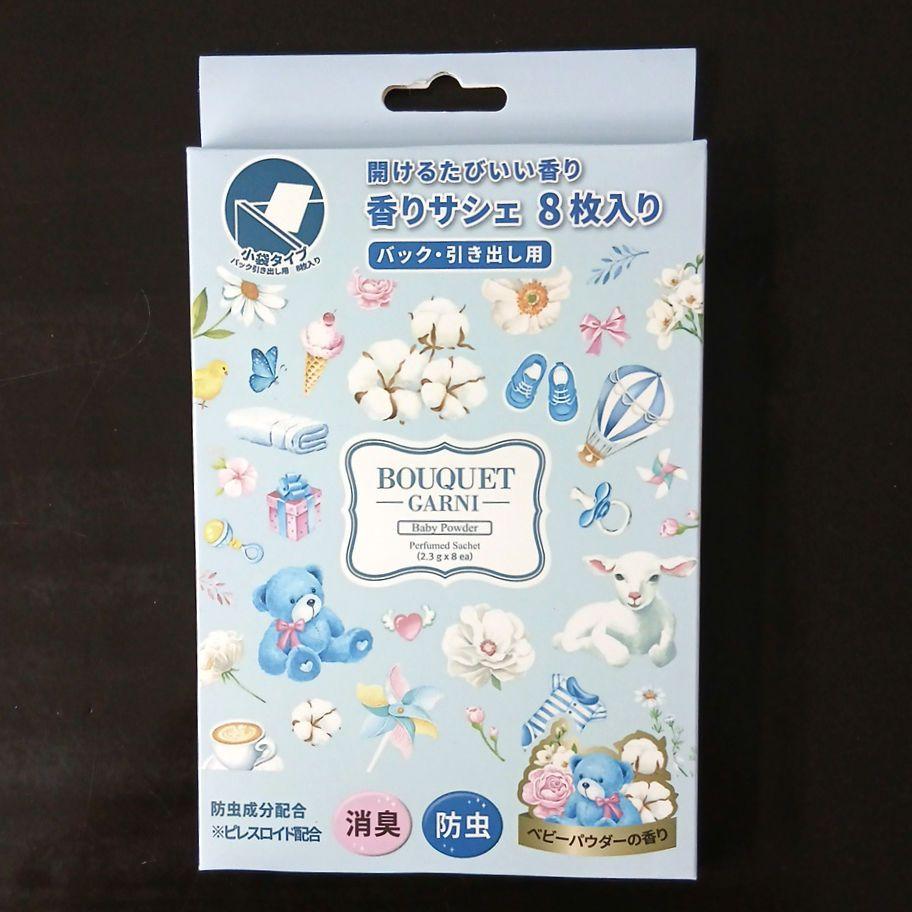 開けるたびいい香り
香りサシェ 8枚入り
バック・引き出し用
小袋タイプ
バック引き出し用 8枚入り
BOUQUET
GARNI
Baby Powder
Perfumed Sachet
(2.3 g x 8 ea)
防虫成分配合
※ピレスロイド配合
消臭
防虫
ベビーパウダーの香り